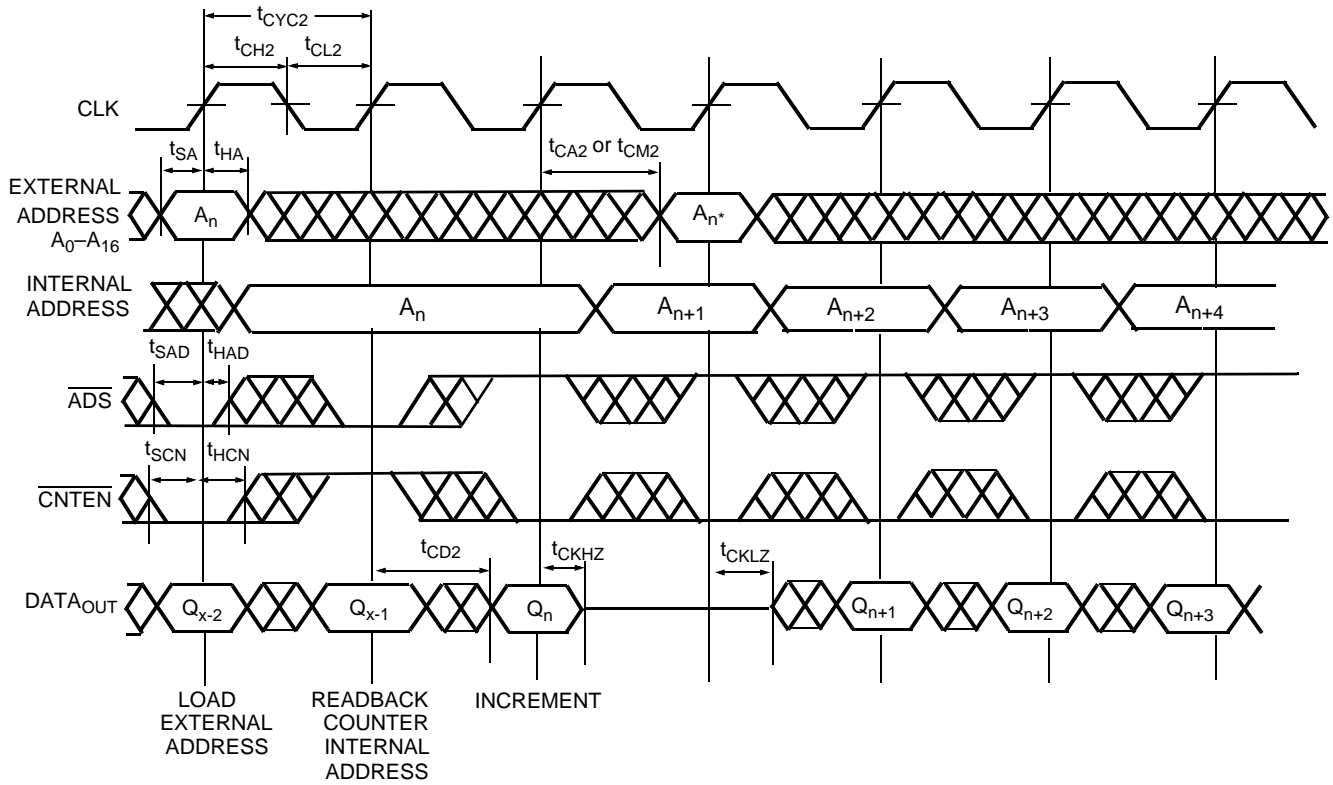 tCYC2
tCH2 tCL2
CLK
tSA tHA tCA2 or tCM2
EXTERNAL
ADDRESS
A0–A16
An An*
INTERNAL
ADDRESS
An An+1 An+2 An+3 An+4
tSAD tHAD
ADS
tSCN tHCN
CNTEN
tCD2 tCKHZ tCKLZ
DATAOUT Qx-2 Qx-1 Qn Qn+1 Qn+2 Qn+3
LOAD
EXTERNAL
ADDRESS
READBACK
COUNTER
INTERNAL
ADDRESS
INCREMENT